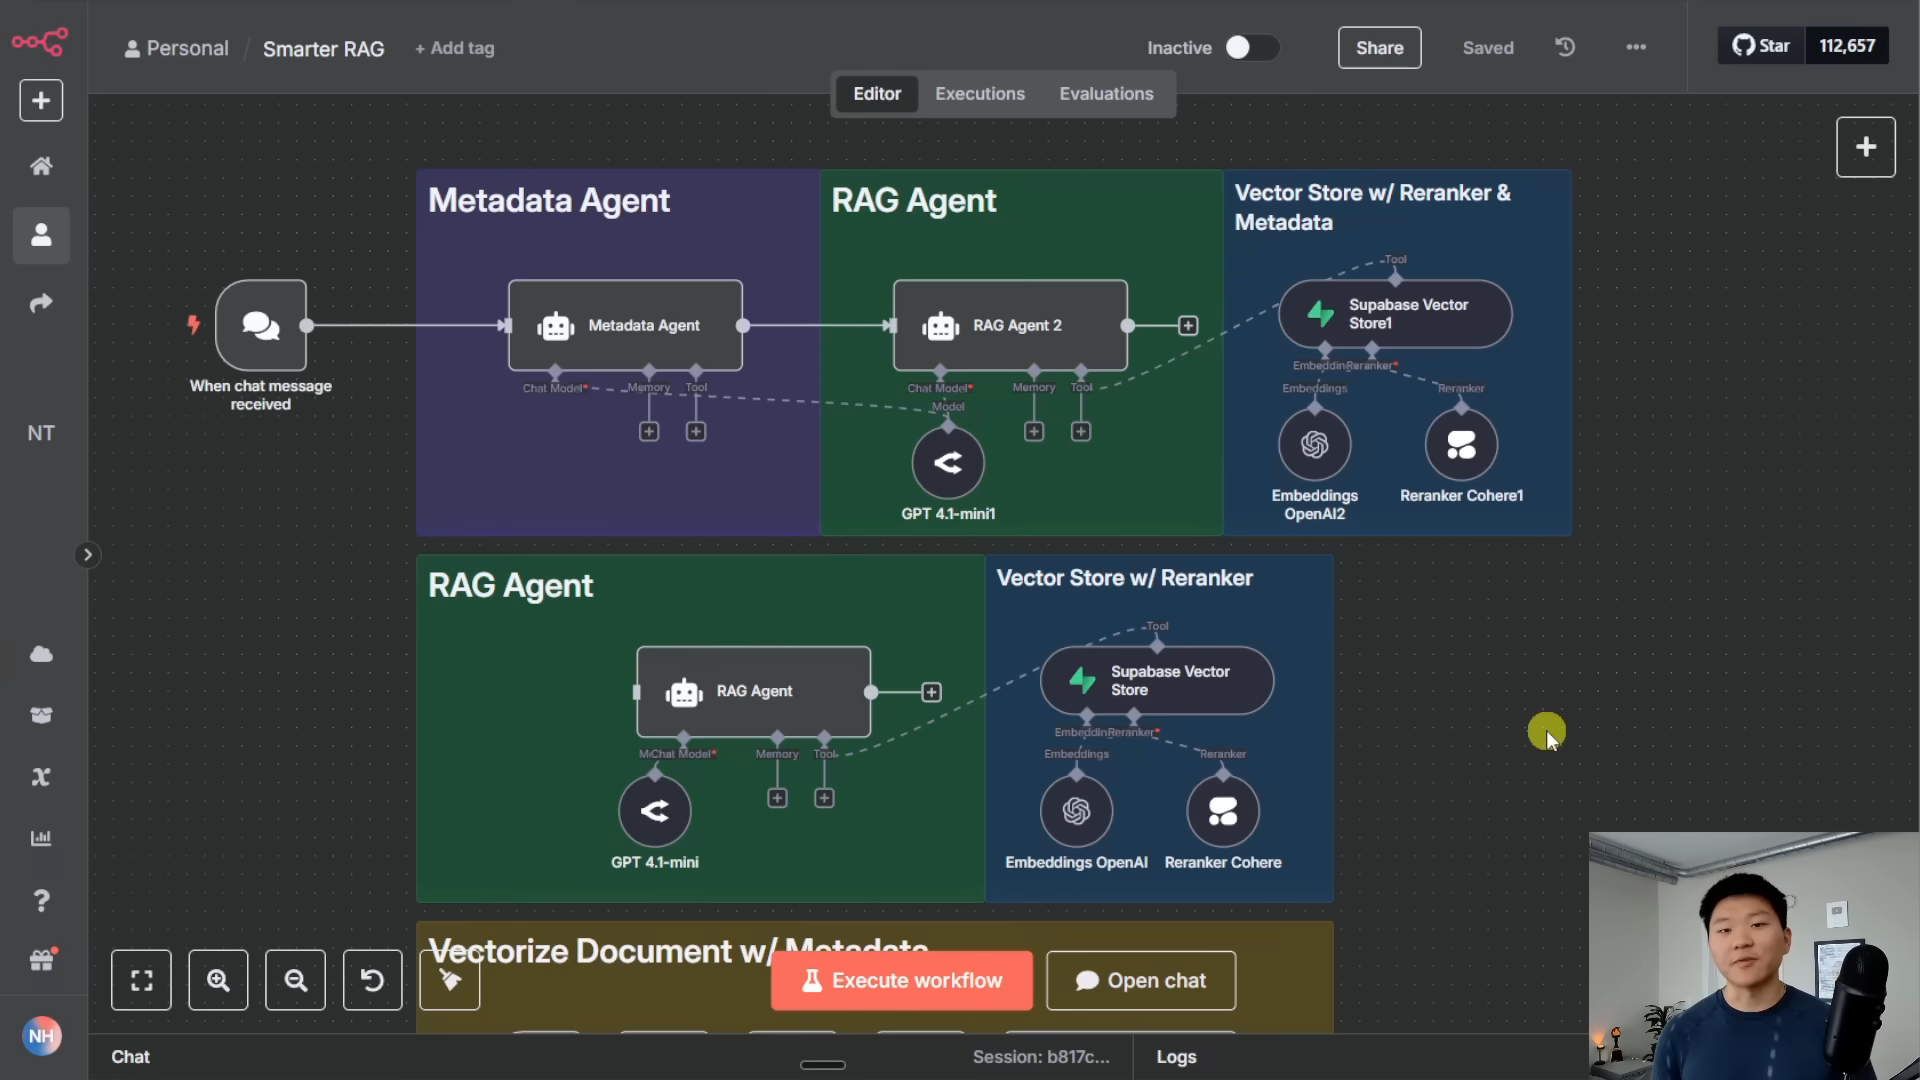 Personal / Smarter RAG + Add tag
Inactive
Share
Saved
Star 112,657
Editor Executions Evaluations
Metadata Agent
RAG Agent
Vector Store w/ Reranker &
Metadata
When chat message
received
Metadata Agent
Chat Model*
Memory
Tool
RAG Agent 2
Chat Model*
Memory
Tool
Model
GPT 4.1-mini1
Tool
Supabase Vector
Store1
Embeddin
Reranker*
Embeddings
Reranker
Embeddings
OpenAI2
Reranker Cohere1
NT
RAG Agent
Vector Store w/ Reranker
RAG Agent
Chat Model*
Memory
Tool
GPT 4.1-mini
Tool
Supabase Vector
Store
Embeddin
Reranker*
Embeddings
Reranker
Embeddings OpenAI
Reranker Cohere
Vectorize Document w/ Metadata
Execute workflow
Open chat
NH
Chat
Session: b817c...
Logs